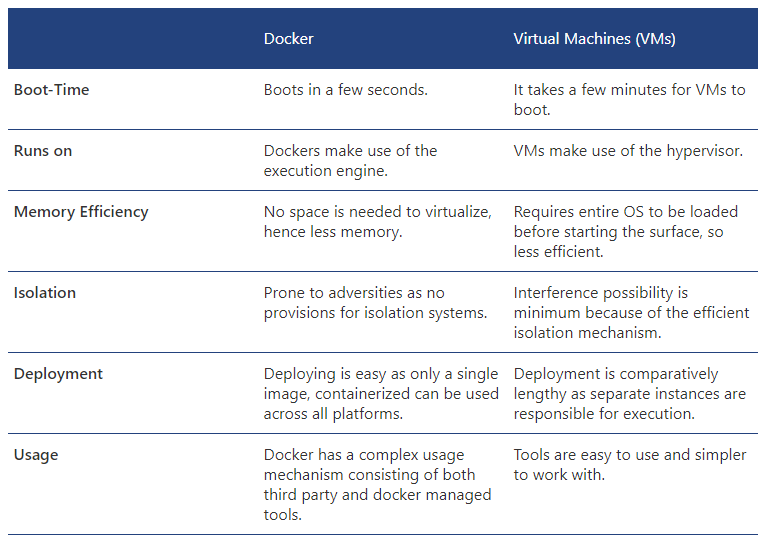 Docker
Virtual Machines (VMs)
Boot-Time
Boots in a few seconds.
It takes a few minutes for VMs to
boot.
Runs on
Dockers make use of the
execution engine.
VMs make use of the hypervisor.
Memory Efficiency
No space is needed to virtualize,
hence less memory.
Requires entire OS to be loaded
before starting the surface, so
less efficient.
Isolation
Prone to adversities as no
provisions for isolation systems.
Interference possibility is
minimum because of the efficient
isolation mechanism.
Deployment
Deploying is easy as only a single
image, containerized can be used
across all platforms.
Deployment is comparatively
lengthy as separate instances are
responsible for execution.
Usage
Docker has a complex usage
mechanism consisting of both
third party and docker managed
tools.
Tools are easy to use and simpler
to work with.